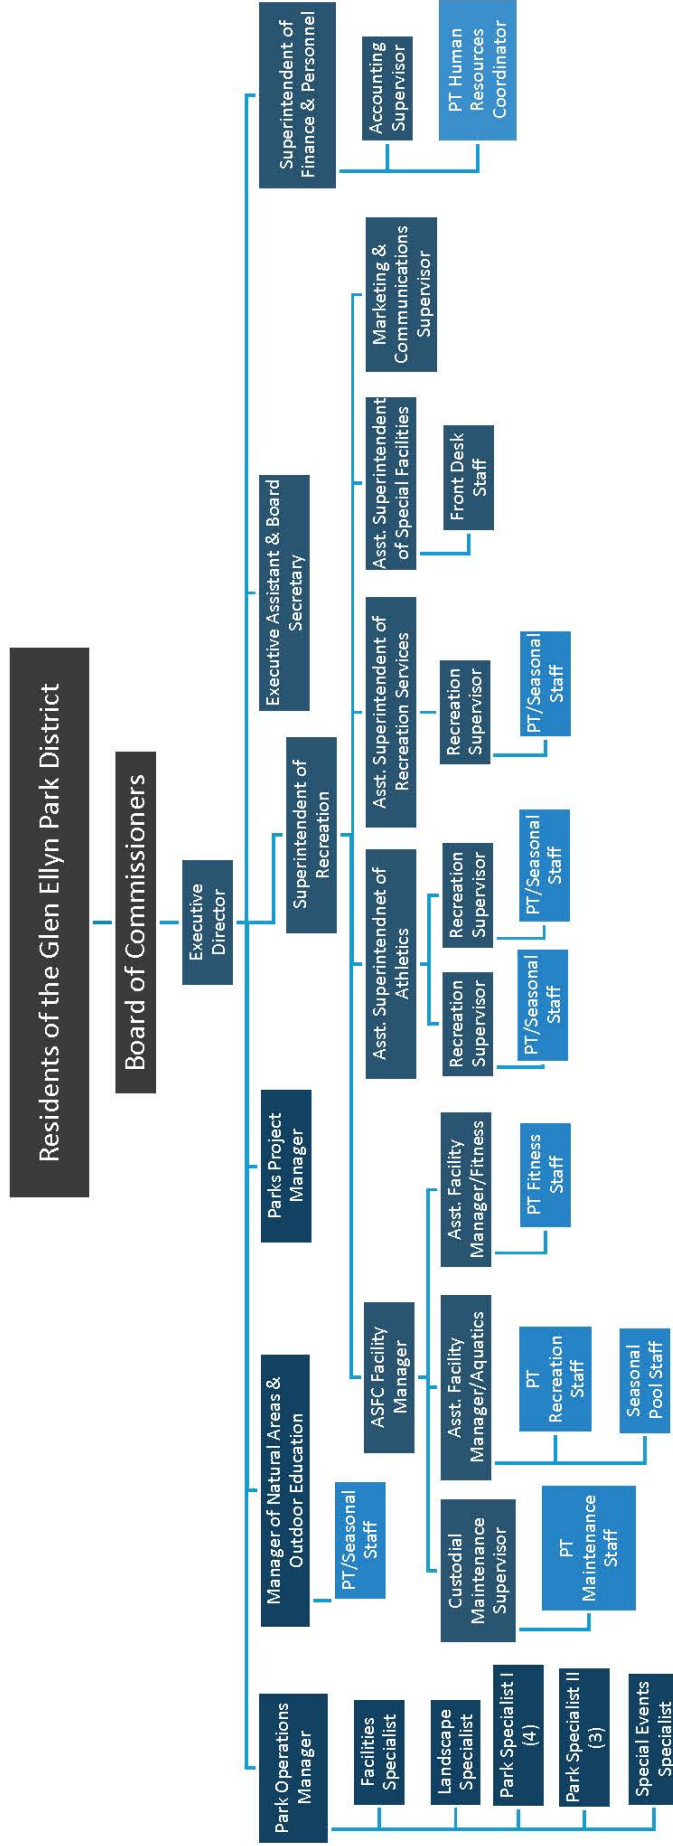 Residents of the Glen Ellyn Park District
Board of Commissioners
Executive
Director
Park Operations
Manager
Facilities
Specialist
Landscape
Specialist
Park Specialist I
(4)
Park Specialist II
(3)
Special Events
Specialist
Manager of Natural Areas &
Outdoor Education
PT/Seasonal
Staff
Parks Project
Manager
Superintendent of
Recreation
ASFC Facility
Manager
Custodial
Maintenance
Supervisor
PT
Maintenance
Staff
Asst. Facility
Manager/Aquatics
PT
Recreation
Staff
Seasonal
Pool Staff
Asst. Facility
Manager/Fitness
PT Fitness
Staff
Asst. Superintendnet of
Athletics
Recreation
Supervisor
PT/Seasonal
Staff
Recreation
Supervisor
PT/Seasonal
Staff
Asst. Superintendent of
Recreation Services
Recreation
Supervisor
PT/Seasonal
Staff
Asst. Superintendent
of Special Facilities
Front Desk
Staff
Marketing &
Communications
Supervisor
Executive Assistant & Board
Secretary
Superintendent of
Finance & Personnel
Accounting
Supervisor
PT Human
Resources
Coordinator